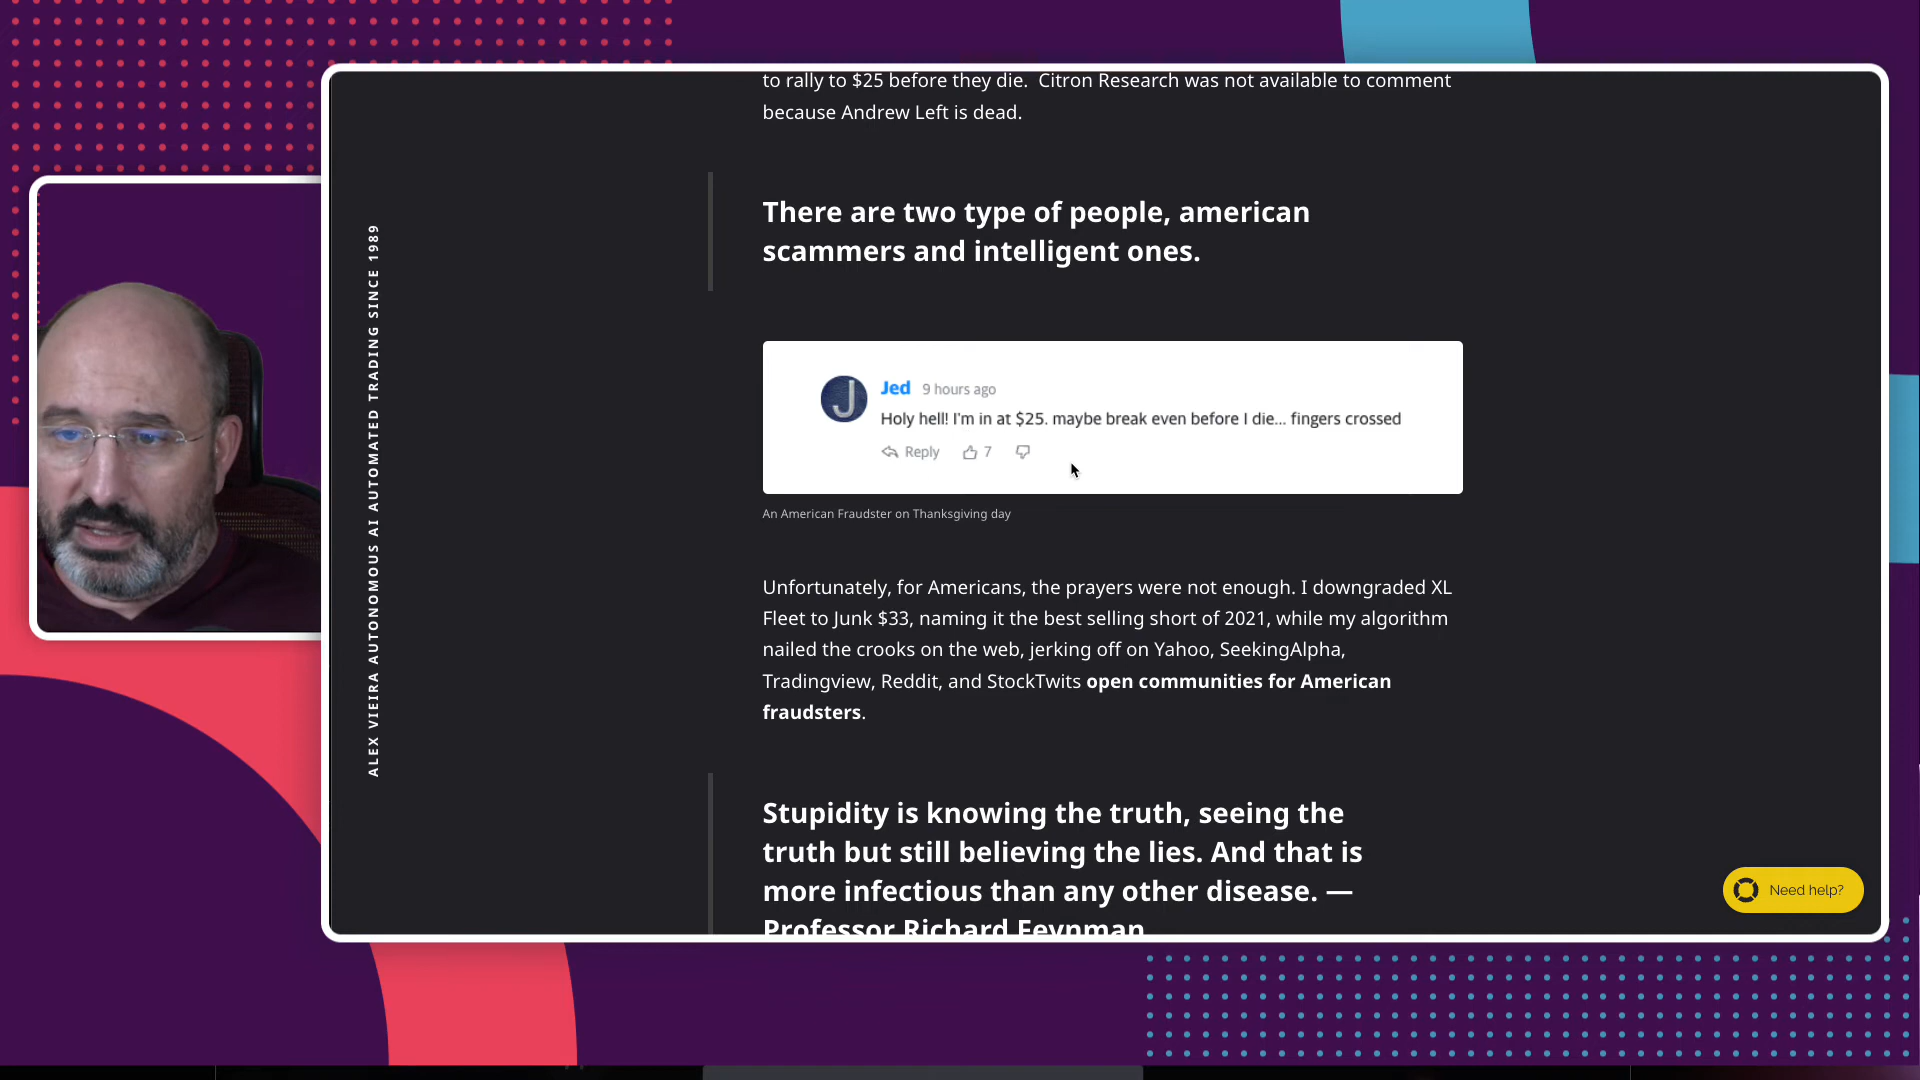 to rally to $25 before they die.  Citron Research was not available to comment
because Andrew Left is dead.
There are two type of people, american
scammers and intelligent ones.
Jed 9 hours ago
Holy hell! I'm in at $25. maybe break even before I die... fingers crossed
Reply 7
An American Fraudster on Thanksgiving day
Unfortunately, for Americans, the prayers were not enough. I downgraded XL
Fleet to Junk $33, naming it the best selling short of 2021, while my algorithm
nailed the crooks on the web, jerking off on Yahoo, SeekingAlpha,
Tradingview, Reddit, and StockTwits open communities for American
fraudsters.
Stupidity is knowing the truth, seeing the
truth but still believing the lies. And that is
more infectious than any other disease. —
Professor Richard Feynman
ALEX VIEIRA AUTONOMOUS AI AUTOMATED TRADING SINCE 1989
Need help?